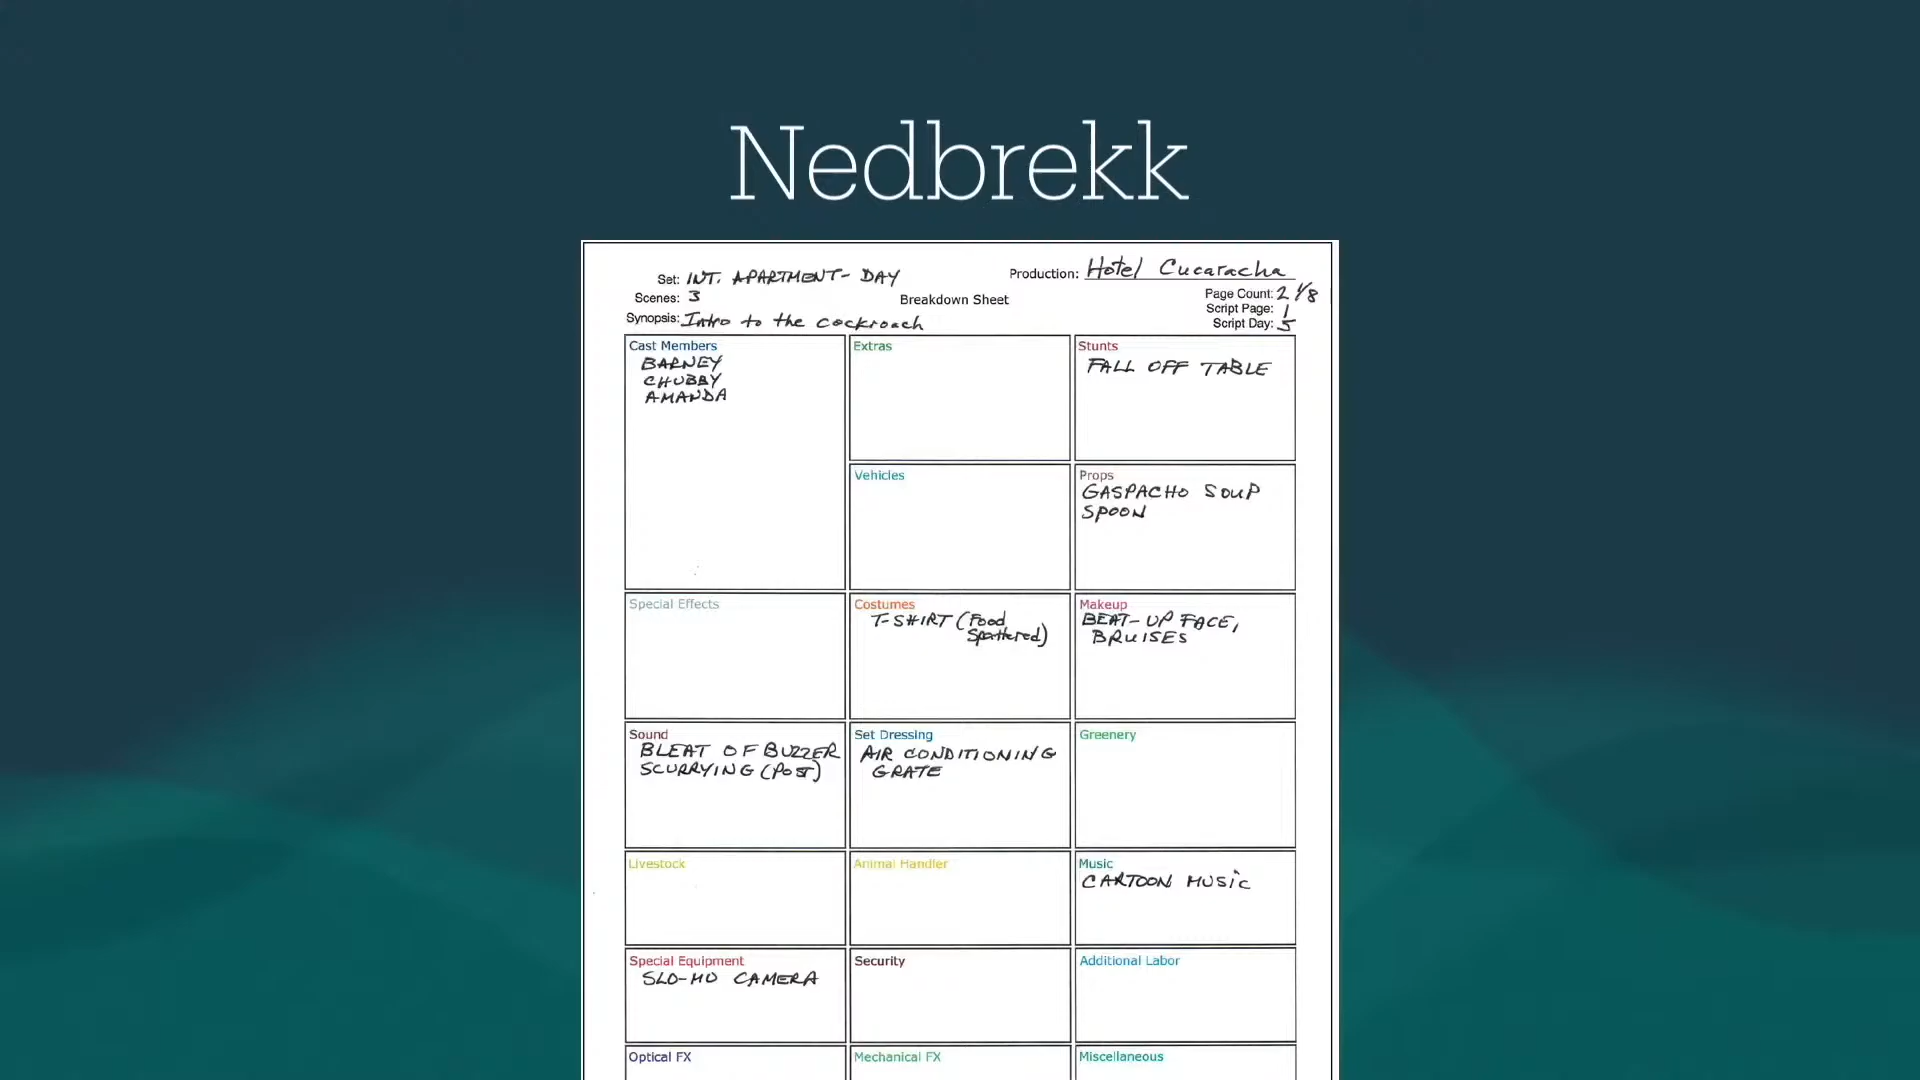 Nedbrekk
Set: INT. APARTMENT - DAY
Production: Hotel Cucaracha
Scenes: 3
Breakdown Sheet
Page Count: 2 1/8
Script Page: 1
Synopsis: Intro to the cockroach
Script Day: 5
Cast Members
BARNEY
CHUBBY
AMANDA
Extras
Stunts
FALL OFF TABLE
Vehicles
Props
GASPACHO SOUP
SPOON
Special Effects
Costumes
T-SHIRT (Food
Spattered)
Makeup
BEAT-UP FACE,
BRUISES
Sound
BLEAT OF BUZZER
SCURRYING (POST)
Set Dressing
AIR CONDITIONING
GRATE
Greenery
Livestock
Animal Handler
Music
CARTOON MUSIC
Special Equipment
SLO-MO CAMERA
Security
Additional Labor
Optical FX
Mechanical FX
Miscellaneous